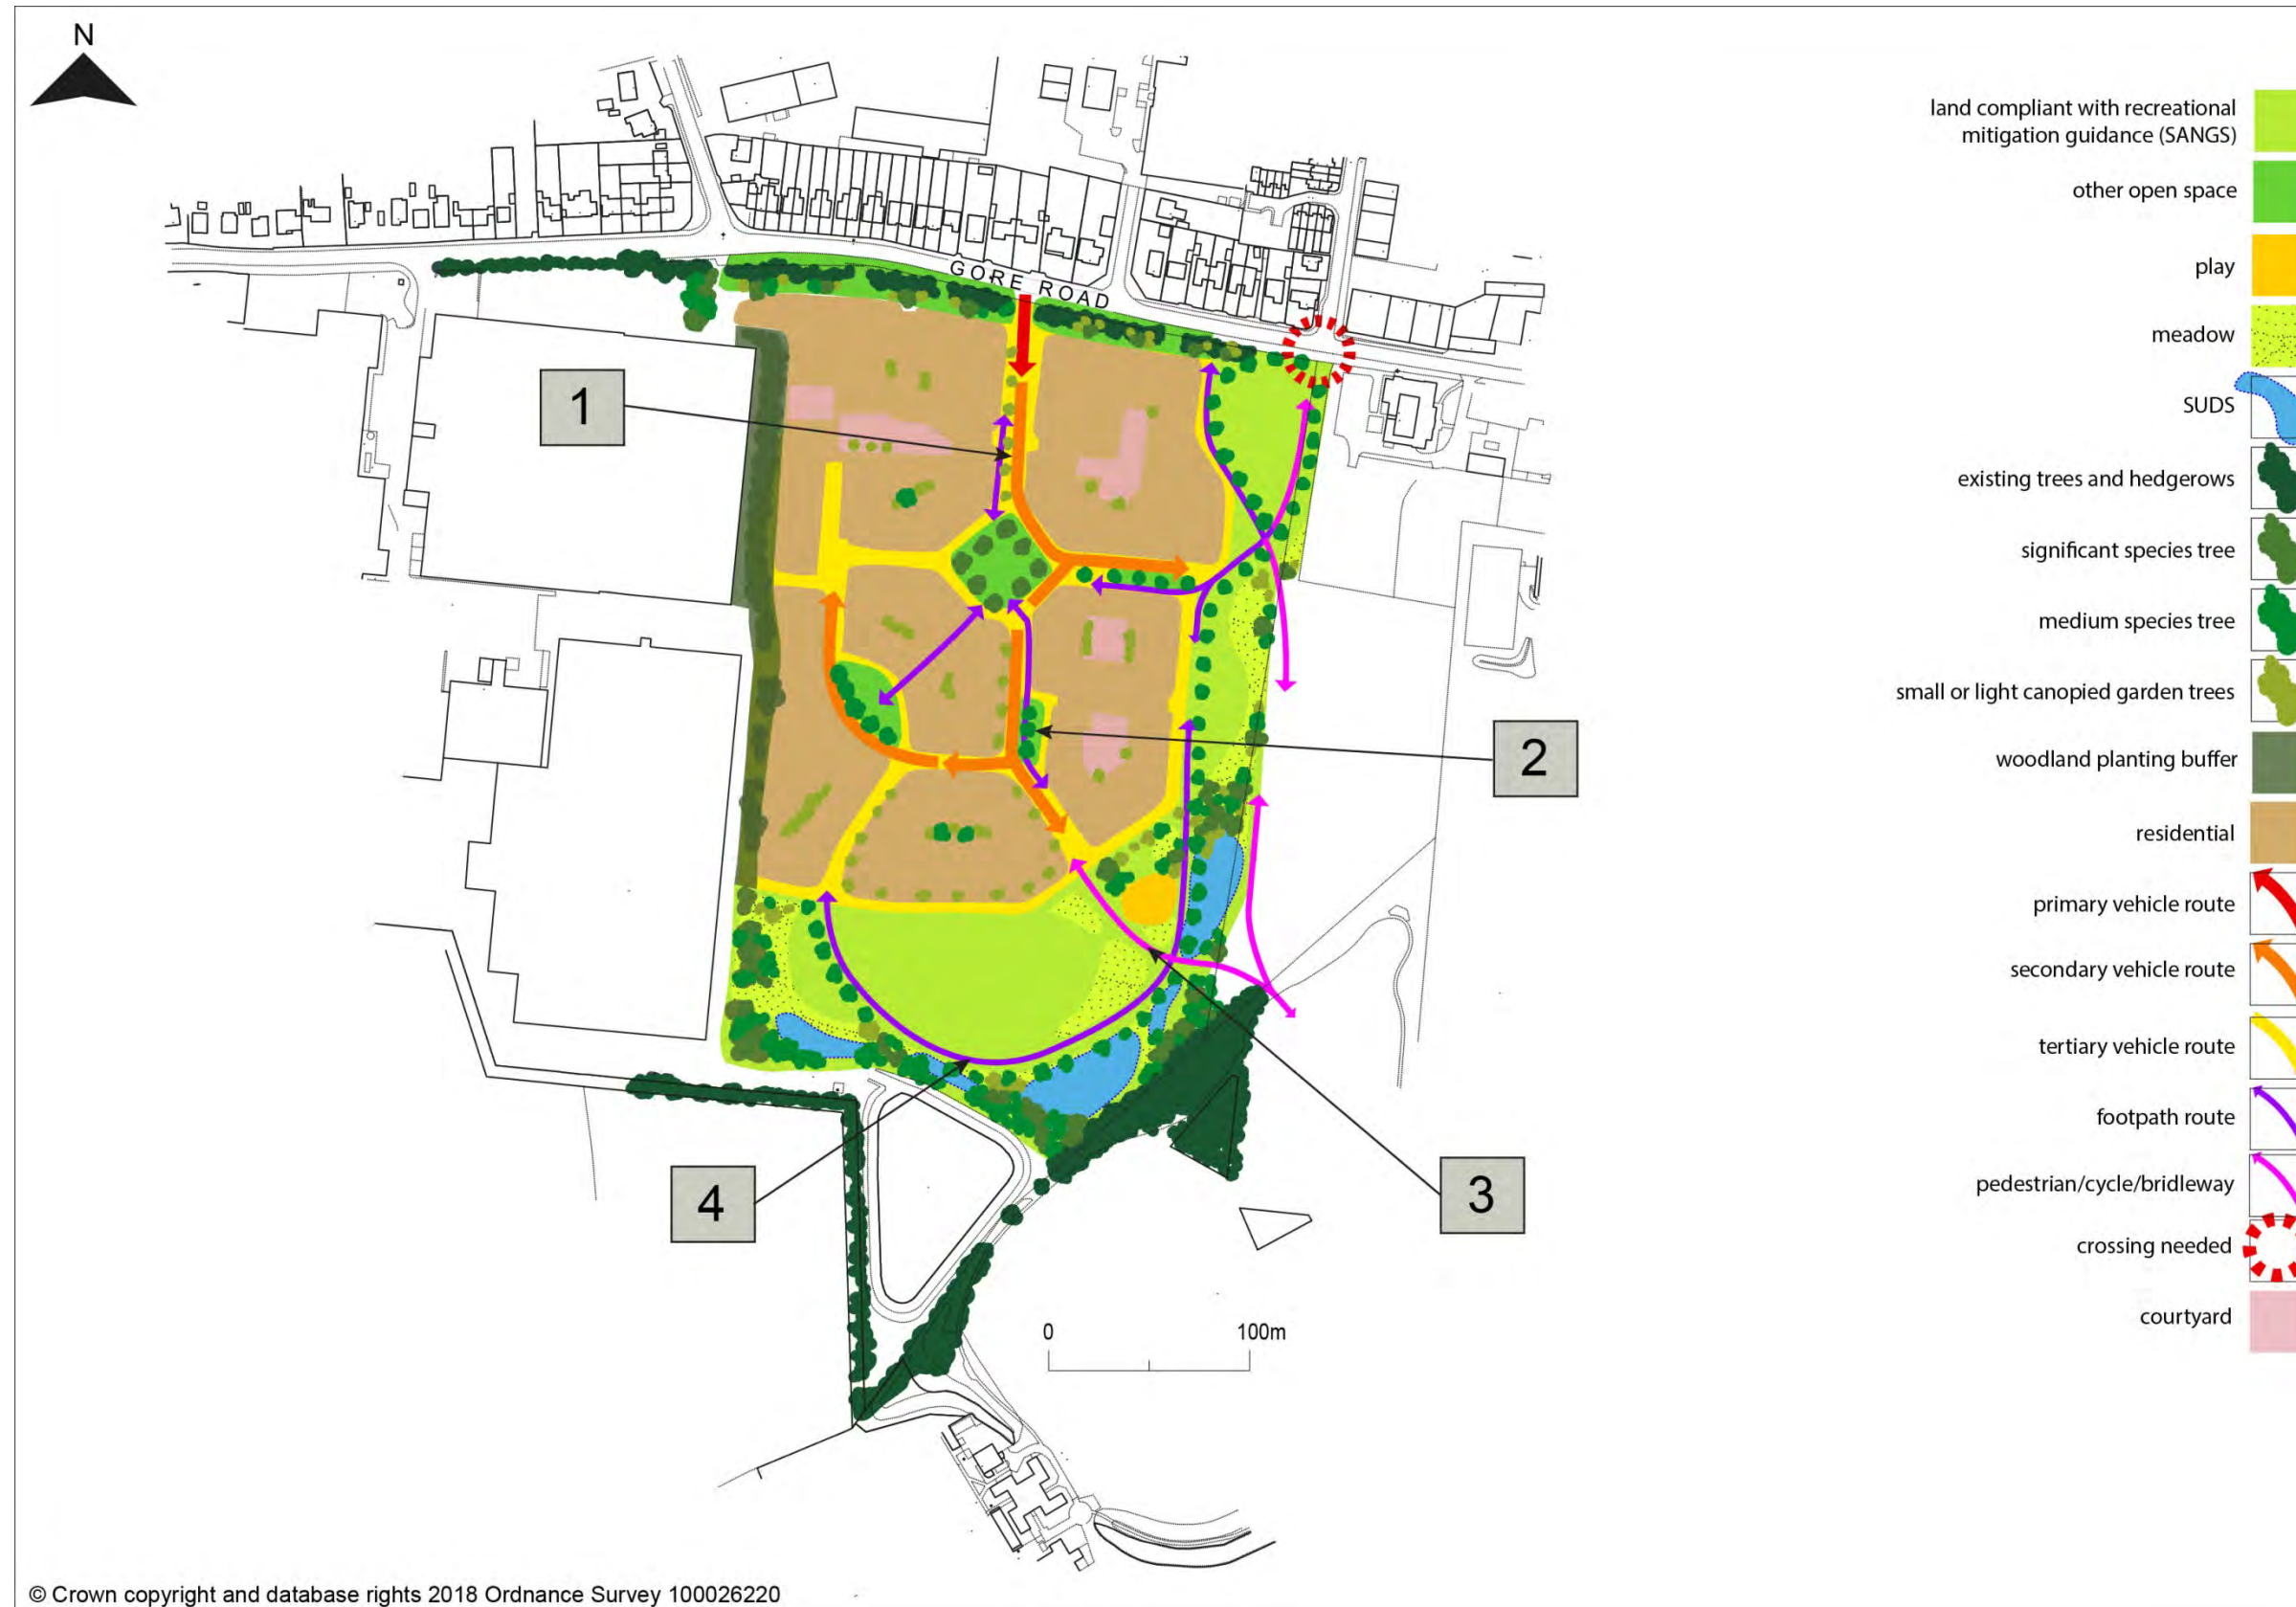 N
GORE ROAD
1
2
3
4
0 100m
land compliant with recreational
mitigation guidance (SANGS)
other open space
play
meadow
SUDS
existing trees and hedgerows
significant species tree
medium species tree
small or light canopied garden trees
woodland planting buffer
residential
primary vehicle route
secondary vehicle route
tertiary vehicle route
footpath route
pedestrian/cycle/bridleway
crossing needed
courtyard
© Crown copyright and database rights 2018 Ordnance Survey 100026220